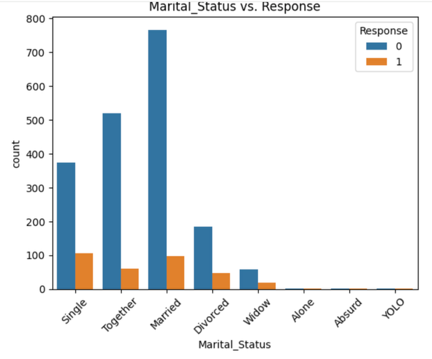 Marital_Status vs. Response
800
700
600
500
400
300
200
100
0
count
Response
0
1
Single
Together
Married
Divorced
Widow
Alone
Absurd
YOLO
Marital_Status